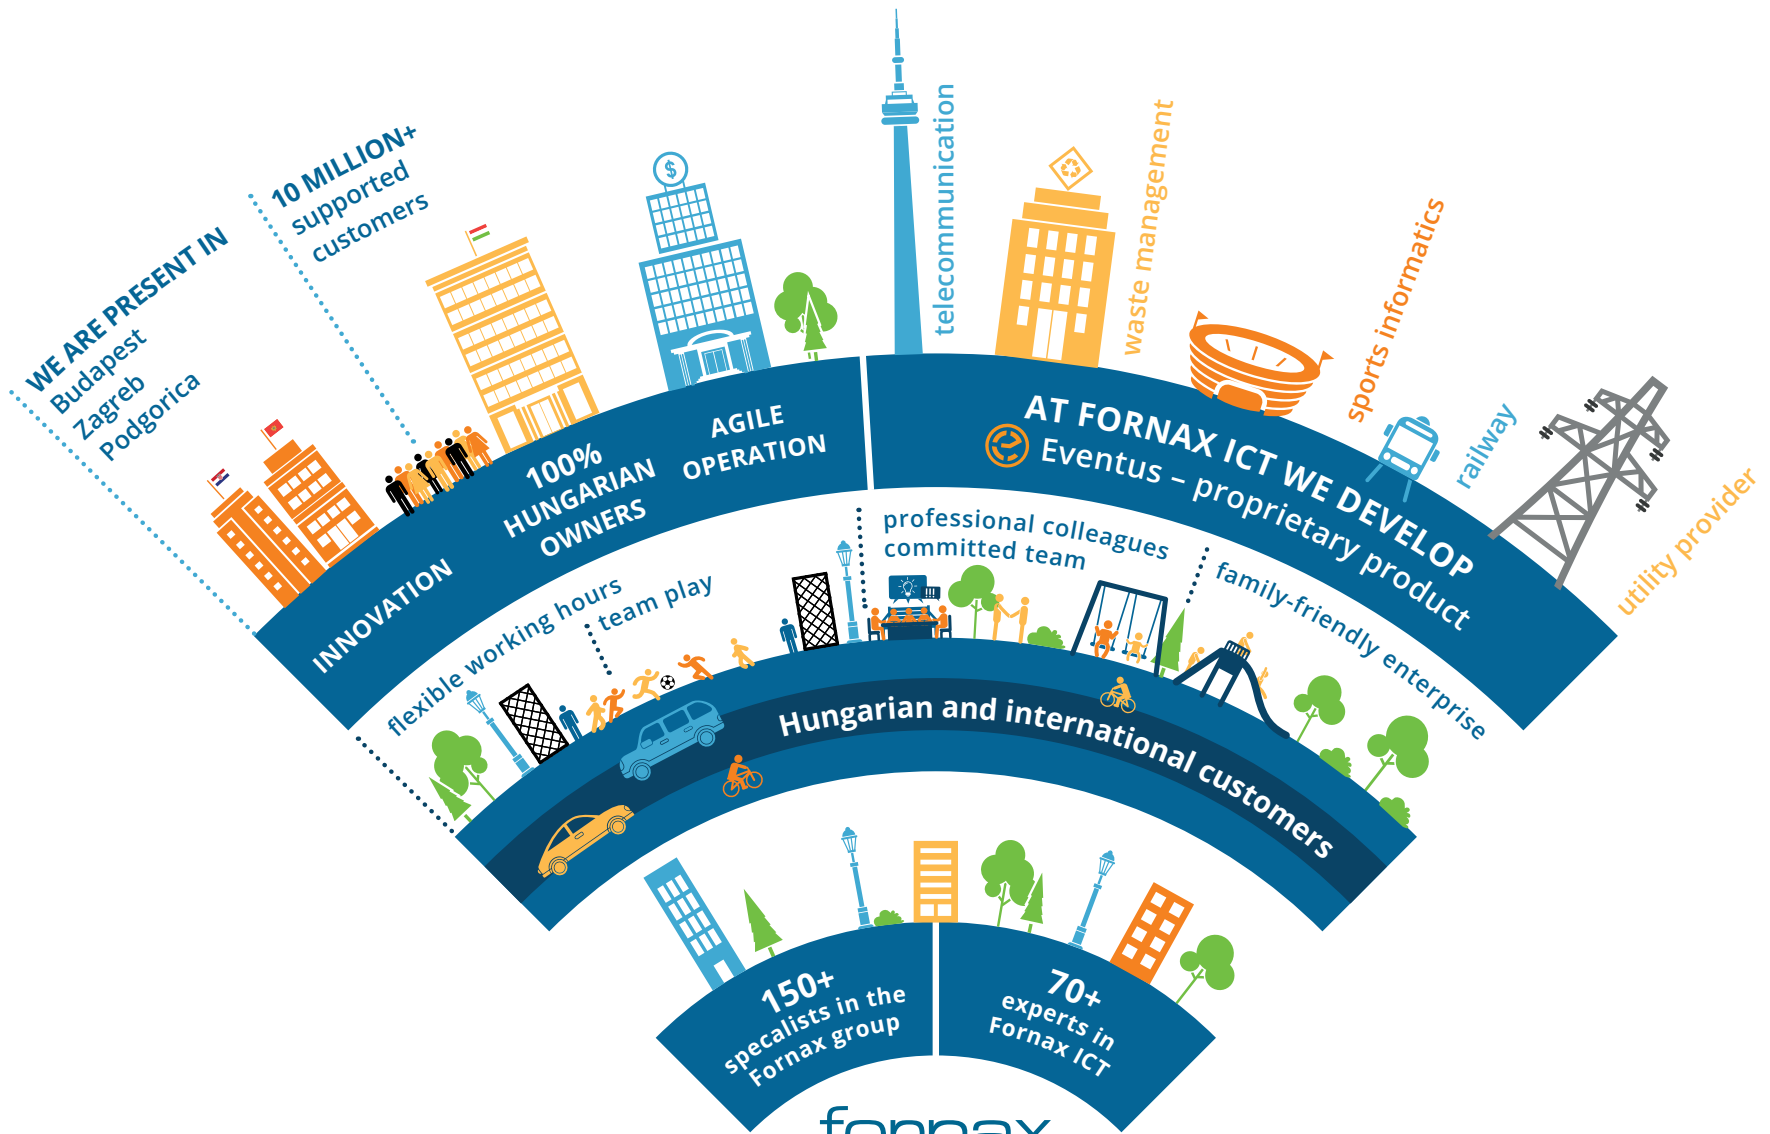 WE ARE PRESENT IN
Budapest
Zagreb
Podgorica
10 MILLION+
supported
customers
$
telecommunication
waste management
sports informatics
railway
utility provider
INNOVATION
100%
HUNGARIAN
OWNERS
AGILE
OPERATION
AT FORNAX ICT WE DEVELOP
Eventus – proprietary product
flexible working hours
team play
professional colleagues
committed team
family-friendly enterprise
Hungarian and international customers
150+
specalists in the
Fornax group
70+
experts in
Fornax ICT
fornax